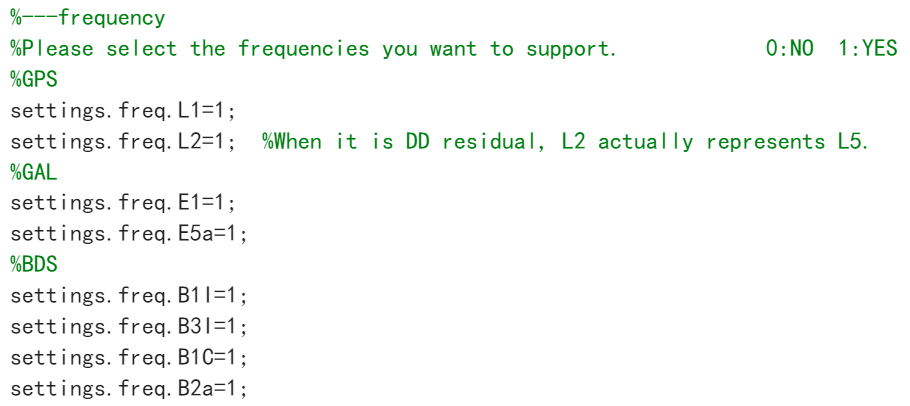 %---frequency
%Please select the frequencies you want to support. 0:NO 1:YES
%GPS
settings.freq.L1=1;
settings.freq.L2=1; %When it is DD residual, L2 actually represents L5.
%GAL
settings.freq.E1=1;
settings.freq.E5a=1;
%BDS
settings.freq.B1I=1;
settings.freq.B3I=1;
settings.freq.B1C=1;
settings.freq.B2a=1;